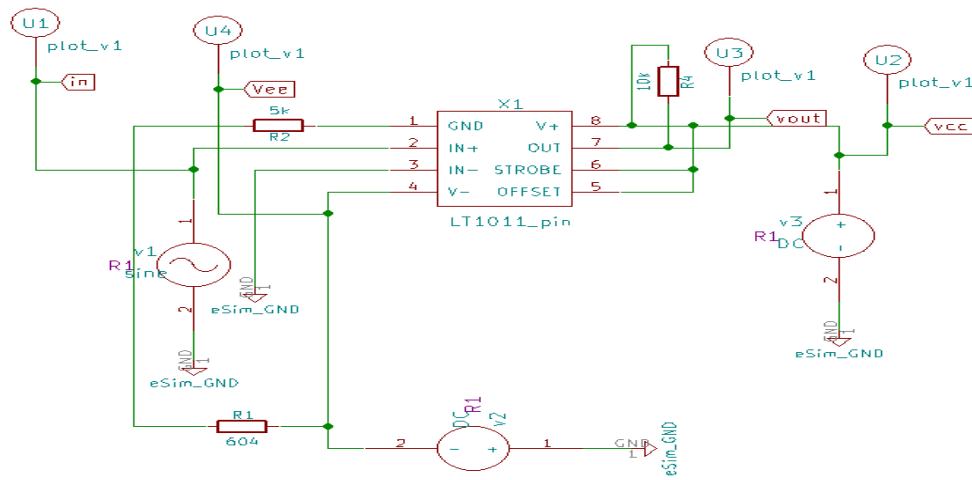 U1
plot_v1
in
U4
plot_v1
Vee
5k
R2
X1
1 GND V+ 8
2 IN+ OUT 7
3 IN- STROBE 6
4 V- OFFSET 5
LT1011_pin
10k
R4
U3
plot_v1
vout
U2
plot_v1
vcc
1
v1
R1
sine
2
GND
1
eSim_GND
GND
1
eSim_GND
1
v3
R1
DC
+
-
2
GND
1
eSim_GND
R1
604
R1
DC
v2
2
-
+
1
GND
1
eSim_GND